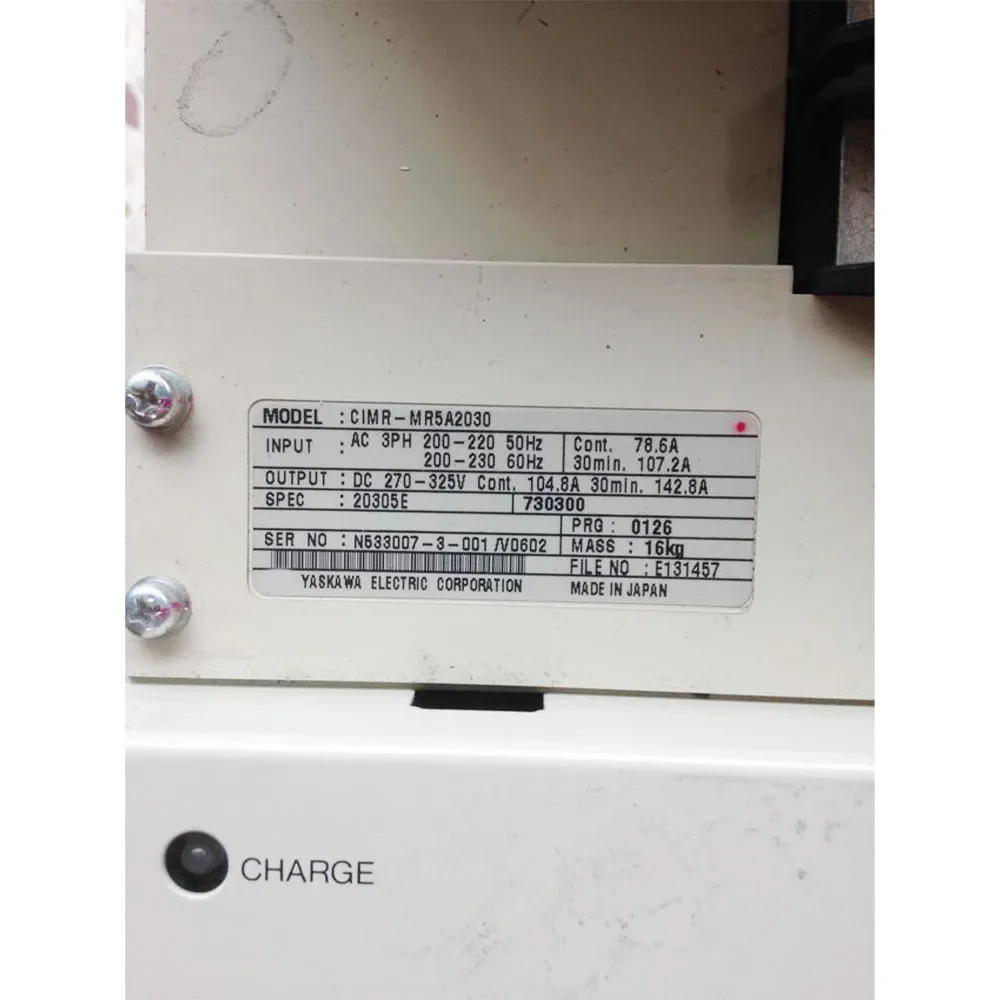 MODEL : CIMR-MR5A2030
INPUT : AC 3PH 200-220 50Hz Cont. 78.6A
200-230 60Hz 30min. 107.2A
OUTPUT : DC 270-325V Cont. 104.8A 30min. 142.8A
SPEC : 20305E 730300
PRG : 0126
SER NO : N533007-3-001/V0602 MASS : 16kg
FILE NO : E131457
YASKAWA ELECTRIC CORPORATION MADE IN JAPAN
CHARGE